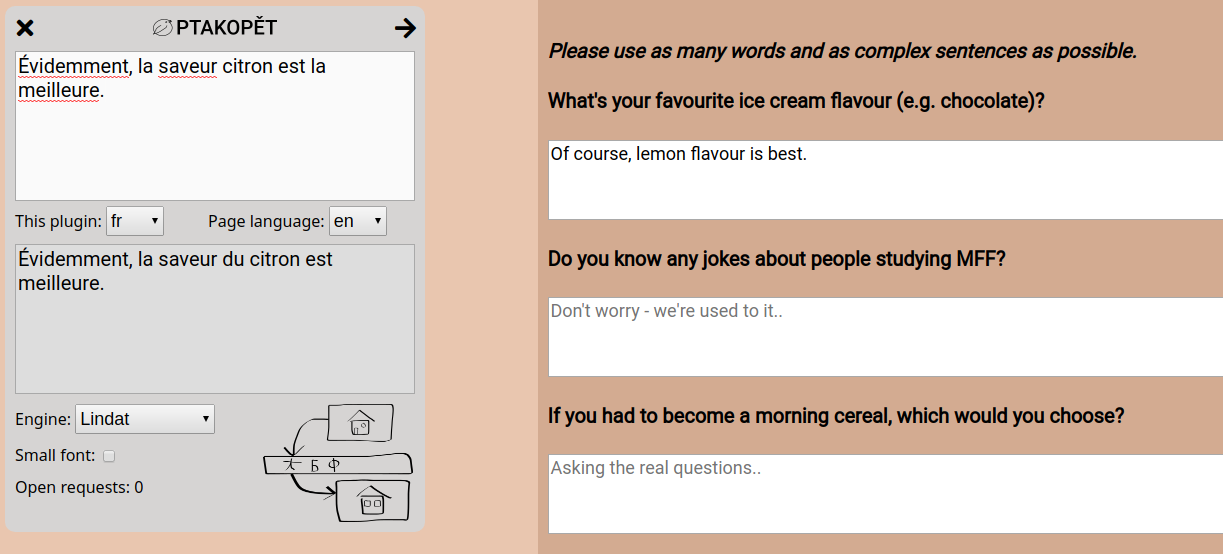 PTAKOPĚT
Évidemment, la saveur citron est la
meilleure.
This plugin: fr Page language: en
Évidemment, la saveur du citron est
meilleure.
Engine: Lindat
Small font:
Open requests: 0
大 Б Ф
Please use as many words and as complex sentences as possible.
What's your favourite ice cream flavour (e.g. chocolate)?
Of course, lemon flavour is best.
Do you know any jokes about people studying MFF?
Don't worry - we're used to it..
If you had to become a morning cereal, which would you choose?
Asking the real questions..